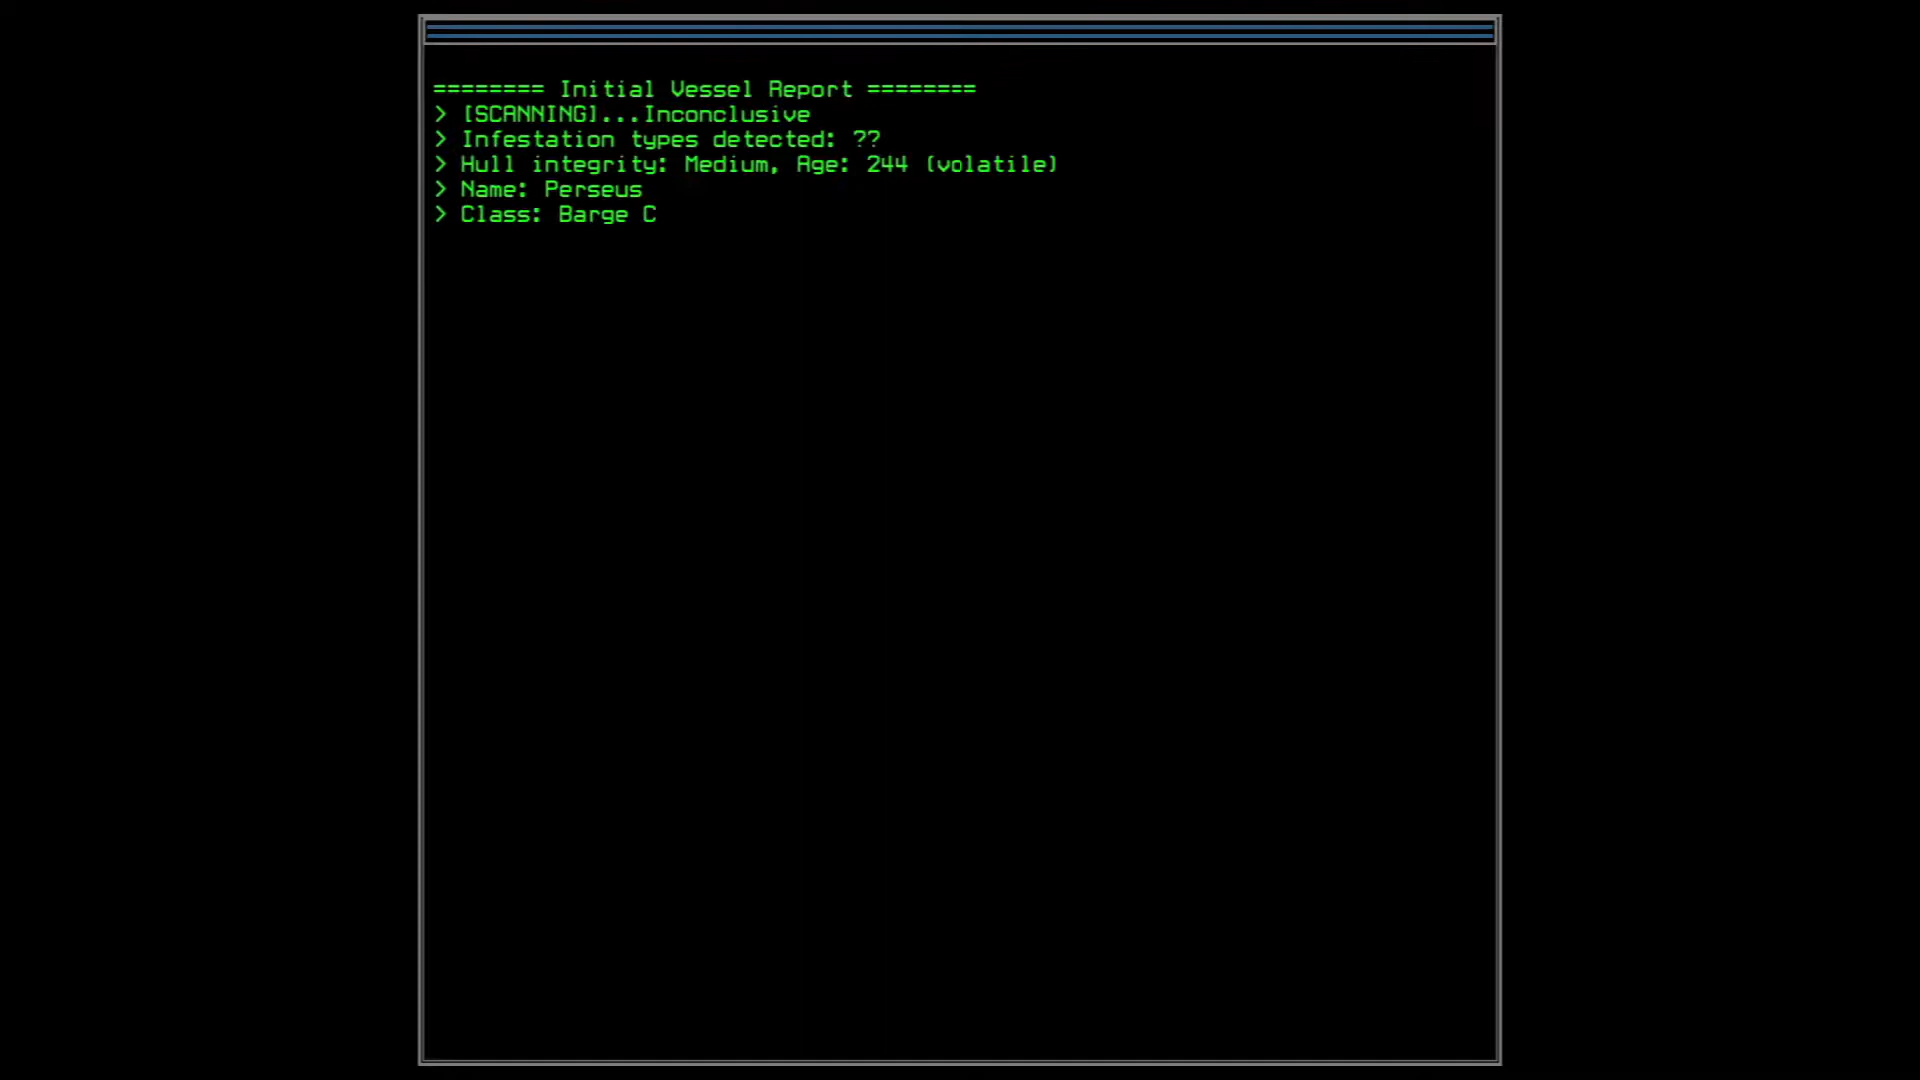 ======== Initial Vessel Report ========
> [SCANNING]...Inconclusive
> Infestation types detected: ??
> Hull integrity: Medium, Age: 244 (volatile)
> Name: Perseus
> Class: Barge C